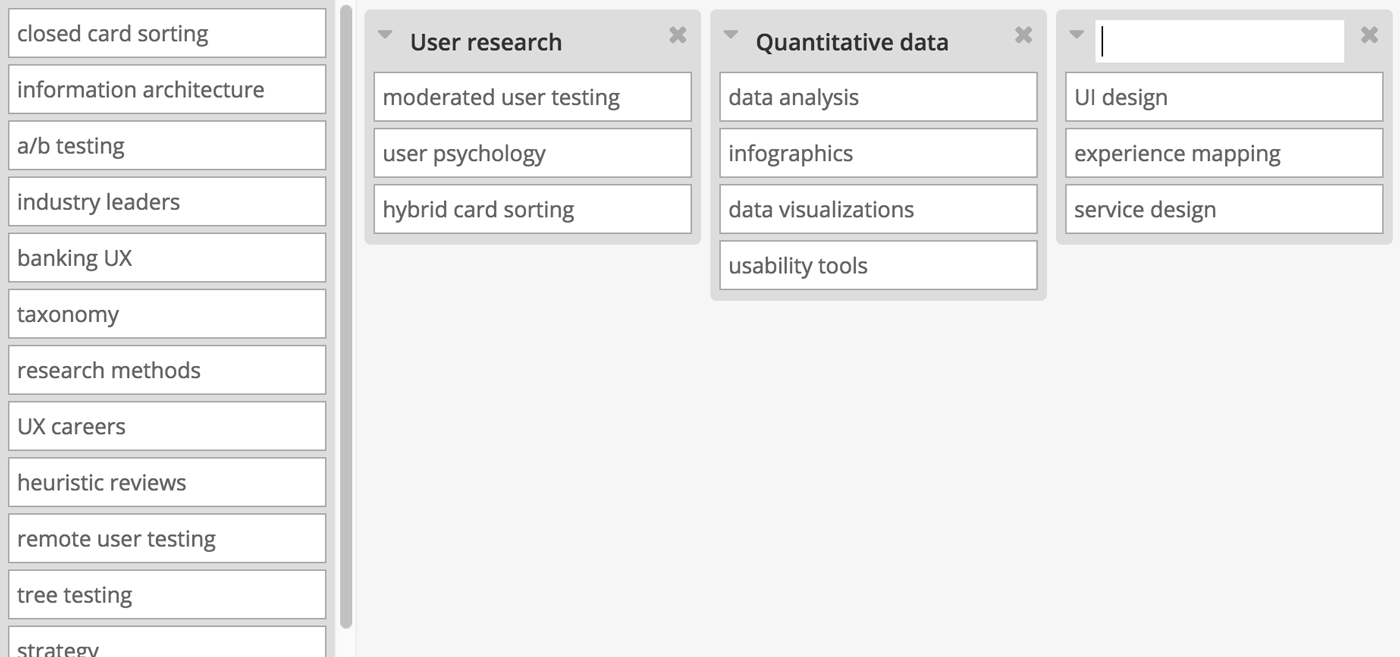 closed card sorting
information architecture
a/b testing
industry leaders
banking UX
taxonomy
research methods
UX careers
heuristic reviews
remote user testing
tree testing
strategy
User research
moderated user testing
user psychology
hybrid card sorting
Quantitative data
data analysis
infographics
data visualizations
usability tools
UI design
experience mapping
service design